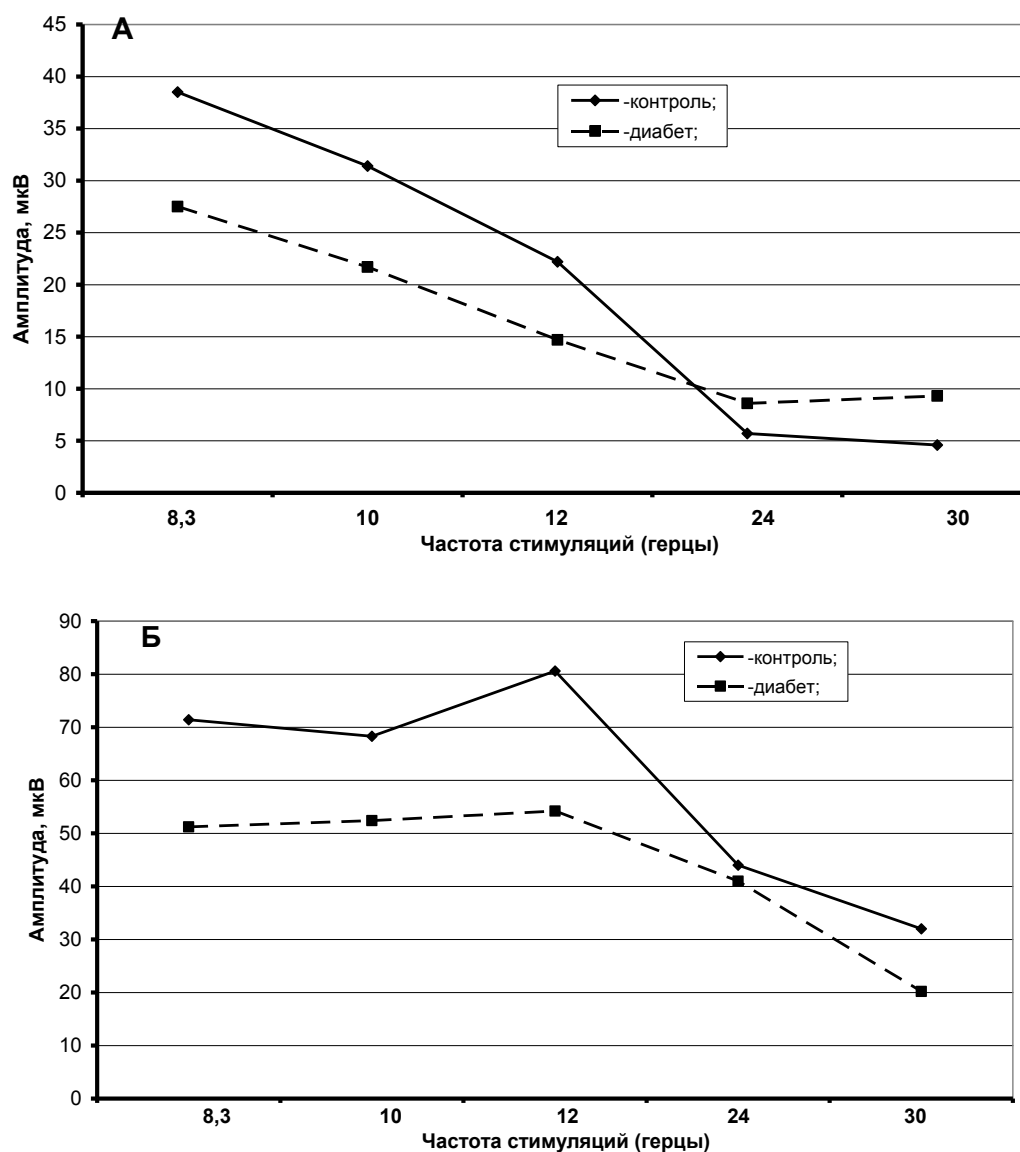 А
45
40
35
30
25
20
15
10
5
0
Амплитуда, мкВ
-контроль;
-диабет;
8,3 10 12 24 30
Частота стимуляций (герцы)
Б
90
80
70
60
50
40
30
20
10
0
Амплитуда, мкВ
-контроль;
-диабет;
8,3 10 12 24 30
Частота стимуляций (герцы)